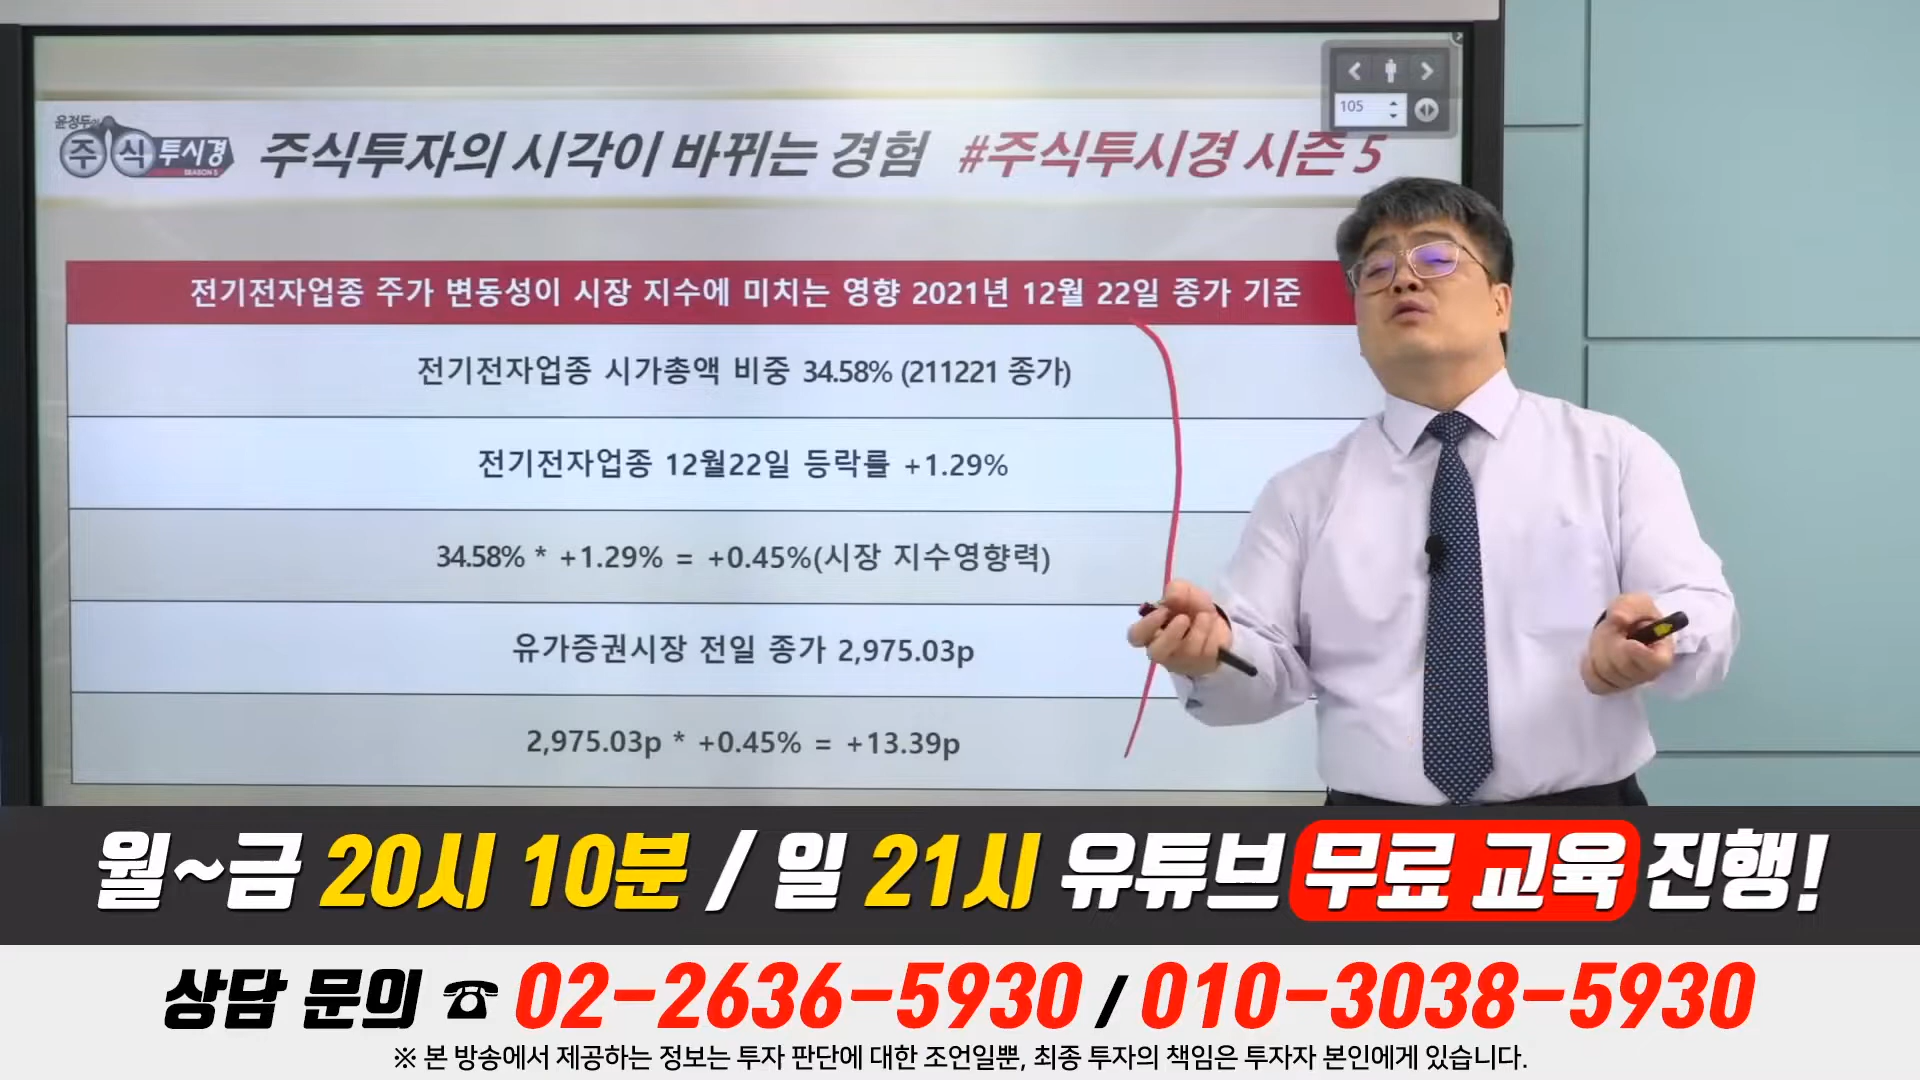 윤정두의
주식투시경
SEASON 5
주식투자의 시각이 바뀌는 경험 #주식투시경 시즌 5
105
전기전자업종 주가 변동성이 시장 지수에 미치는 영향 2021년 12월 22일 종가 기준
전기전자업종 시가총액 비중 34.58% (211221 종가)
전기전자업종 12월22일 등락률 +1.29%
34.58% * +1.29% = +0.45%(시장 지수영향력)
유가증권시장 전일 종가 2,975.03p
2,975.03p * +0.45% = +13.39p
월~금 20시 10분 / 일 21시 유튜브 무료 교육 진행!
상담 문의 ☎ 02-2636-5930 / 010-3038-5930
※ 본 방송에서 제공하는 정보는 투자 판단에 대한 조언일뿐, 최종 투자의 책임은 투자자 본인에게 있습니다.